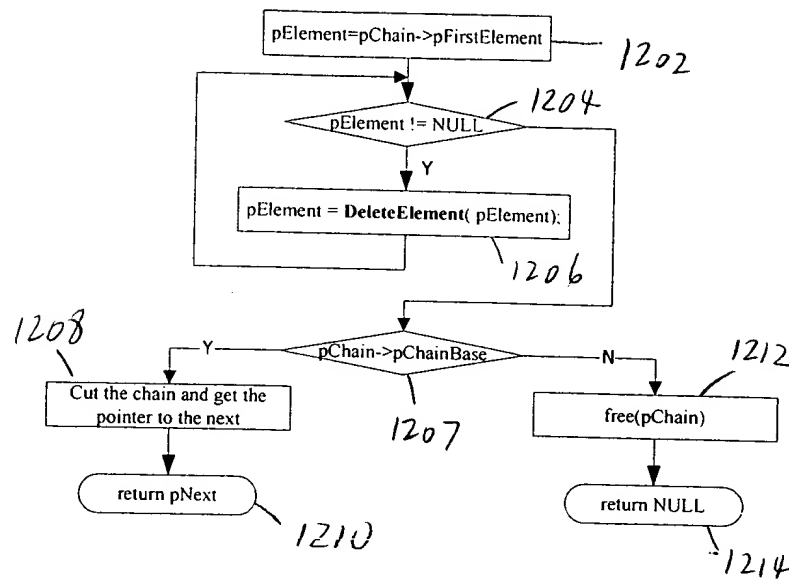 pElement=pChain->pFirstElement
1202
1204
pElement != NULL
Y
pElement = DeleteElement( pElement);
1206
1208
Y
pChain->pChainBase
N
1212
Cut the chain and get the
pointer to the next
1207
free(pChain)
return pNext
1210
return NULL
1214